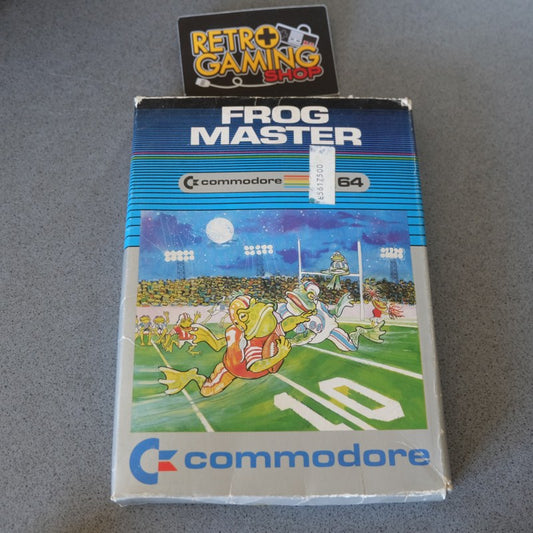 RETRO
GAMING
SHOP
FROG
MASTER
commodore
64
10
commodore